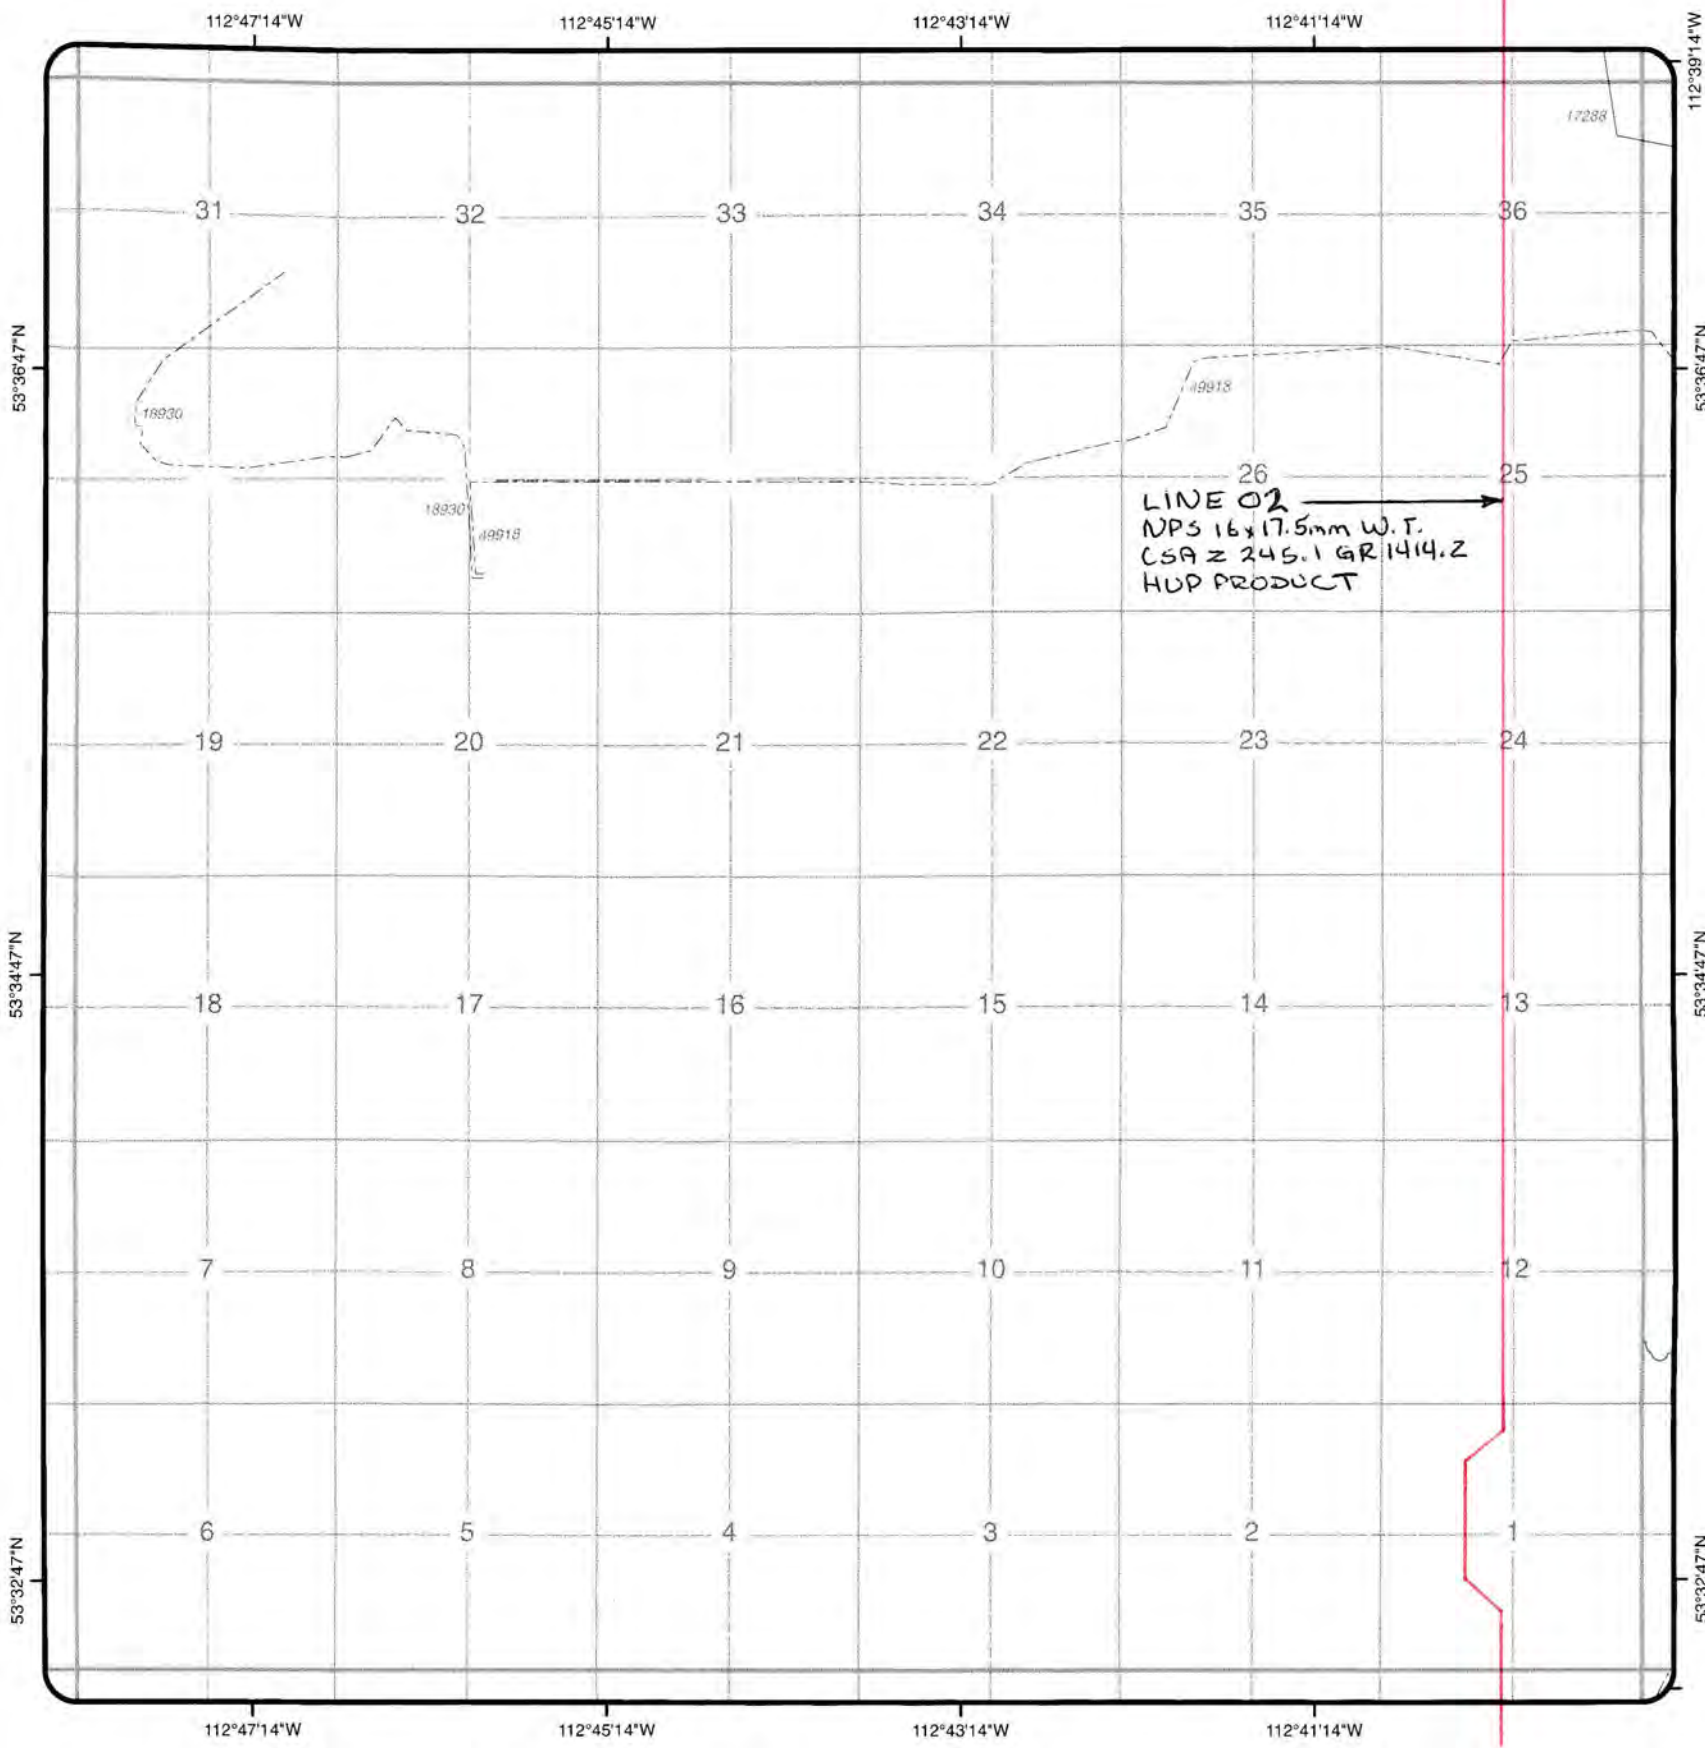 112°47'14"W 112°45'14"W 112°43'14"W 112°41'14"W
112°39'14"W
17288
31 32 33 34 35 36
53°36'47"N 53°36'47"N
49918
18930
26 25
LINE 02
18930
NPS 16x17.5mm W.T.
49918
CSA Z 245.1 GR 1414.2
HVP PRODUCT
19 20 21 22 23 24
53°34'47"N 53°34'47"N
18 17 16 15 14 13
7 8 9 10 11 12
6 5 4 3 2 1
53°32'47"N 53°32'47"N
112°47'14"W 112°45'14"W 112°43'14"W 112°41'14"W